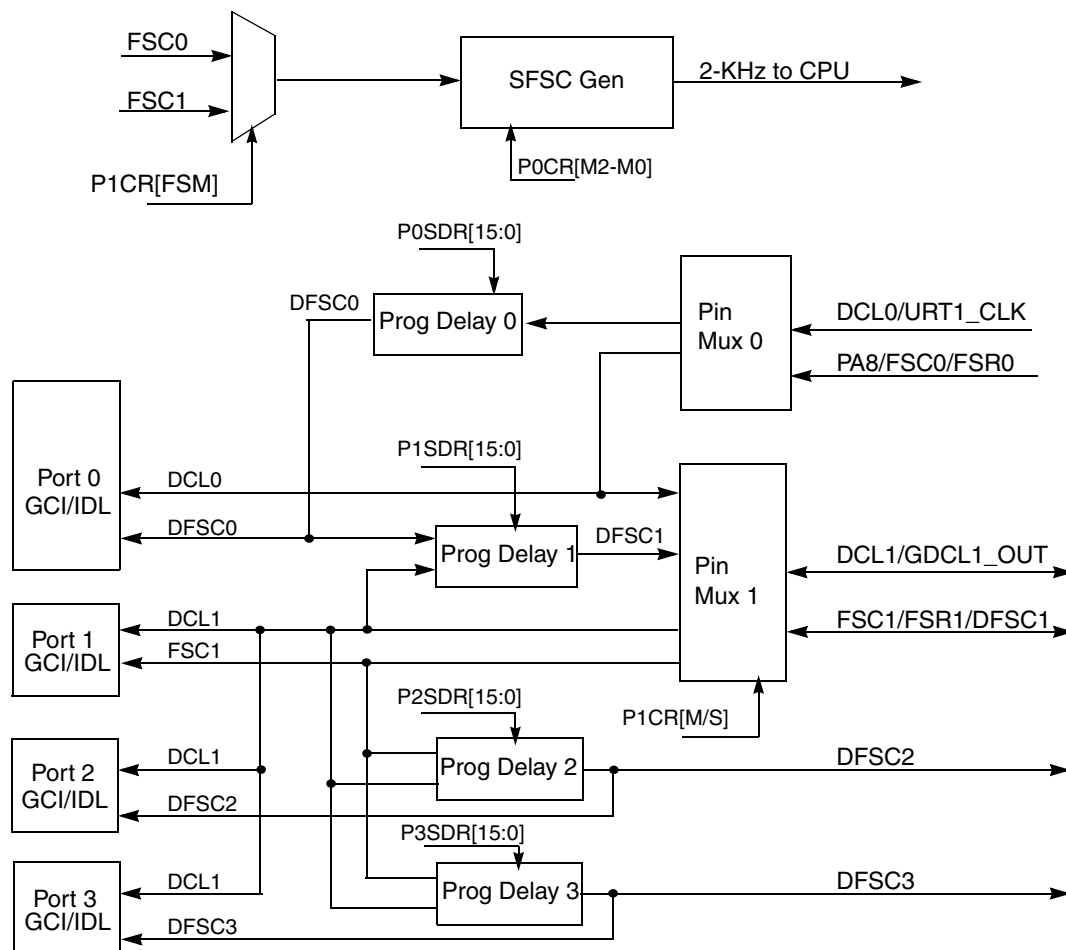 FSC0
FSC1
P1CR[FSM]
SFSC Gen
2-KHz to CPU
P0CR[M2-M0]
P0SDR[15:0]
DFSC0
Prog Delay 0
Pin
Mux 0
DCL0/URT1_CLK
PA8/FSC0/FSR0
Port 0
GCI/IDL
DCL0
DFSC0
P1SDR[15:0]
Prog Delay 1
DFSC1
Pin
Mux 1
DCL1/GDCL1_OUT
FSC1/FSR1/DFSC1
P1CR[M/S]
Port 1
GCI/IDL
DCL1
FSC1
P2SDR[15:0]
Prog Delay 2
DFSC2
Port 2
GCI/IDL
DCL1
DFSC2
P3SDR[15:0]
Prog Delay 3
DFSC3
Port 3
GCI/IDL
DCL1
DFSC3